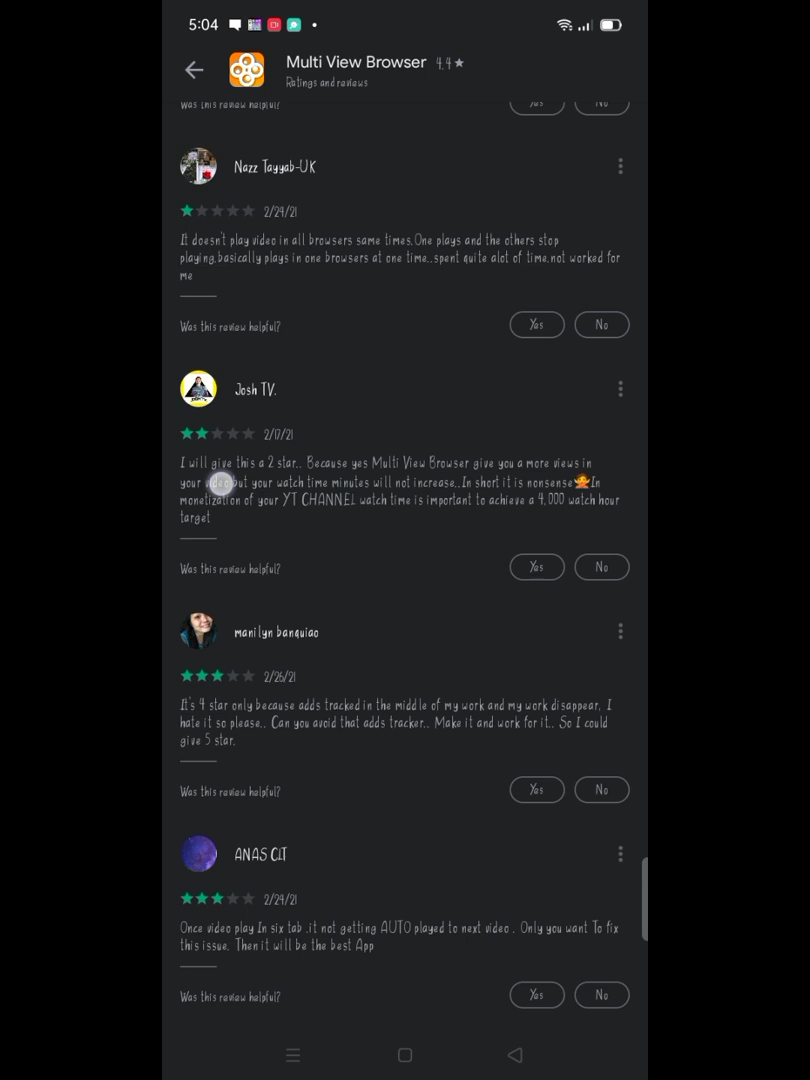 5:04
Multi View Browser 4.4★
Ratings and reviews
Was this review helpful? Yes No
Nazz Tayyab-UK
2/24/21
It doesn't play video in all browsers same times.One plays and the others stop
playing.basically plays in one browsers at one time..spent quite alot of time.not worked for
me
Was this review helpful? Yes No
Josh TV.
2/17/21
I will give this a 2 star.. Because yes Multi View Browser give you a more views in
your video but your watch time minutes will not increase..In short it is nonsense🙅In
monetization of your YT CHANNEL watch time is important to achieve a 4,000 watch hour
target
Was this review helpful? Yes No
manilyn banquiao
2/26/21
It's 4 star only because adds tracked in the middle of my work and my work disappear, I
hate it so please.. Can you avoid that adds tracker.. Make it and work for it.. So I could
give 5 star.
Was this review helpful? Yes No
ANAS CLT
2/24/21
Once video play In six tab .it not getting AUTO played to next video . Only you want To fix
this issue. Then it will be the best App
Was this review helpful? Yes No